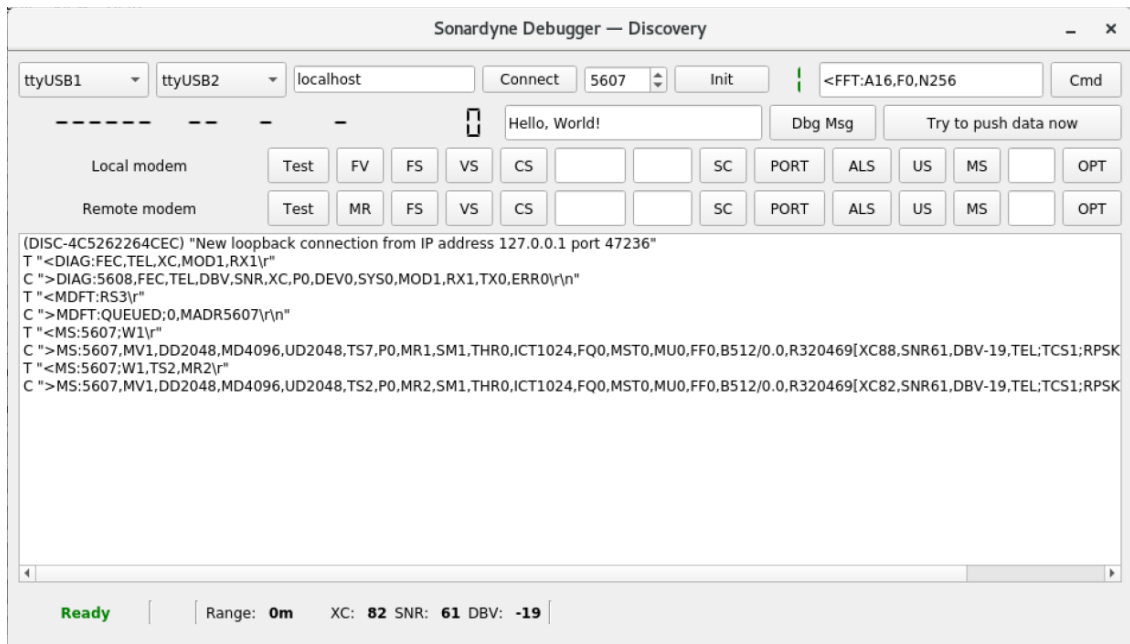 Sonardyne Debugger — Discovery
ttyUSB1 ttyUSB2 localhost Connect 5607 Init <FFT:A16,F0,N256 Cmd
------ -- - - 0 Hello, World! Dbg Msg Try to push data now
Local modem Test FV FS VS CS SC PORT ALS US MS OPT
Remote modem Test MR FS VS CS SC PORT ALS US MS OPT
(DISC-4C5262264CEC) "New loopback connection from IP address 127.0.0.1 port 47236"
T "<DIAG:FEC,TEL,XC,MOD1,RX1\r"
C ">DIAG:5608,FEC,TEL,DBV,SNR,XC,P0,DEV0,SYS0,MOD1,RX1,TX0,ERR0\r\n"
T "<MDFT:RS3\r"
C ">MDFT:QUEUED;0,MADR5607\r\n"
T "<MS:5607;W1\r"
C ">MS:5607,MV1,DD2048,MD4096,UD2048,TS7,P0,MR1,SM1,THR0,ICT1024,FQ0,MST0,MU0,FF0,B512/0.0,R320469[XC88,SNR61,DBV-19,TEL;TCS1;RPSK
T "<MS:5607;W1,TS2,MR2\r"
C ">MS:5607,MV1,DD2048,MD4096,UD2048,TS2,P0,MR2,SM1,THR0,ICT1024,FQ0,MST0,MU0,FF0,B512/0.0,R320469[XC82,SNR61,DBV-19,TEL;TCS1;RPSK
Ready Range: 0m XC: 82 SNR: 61 DBV: -19